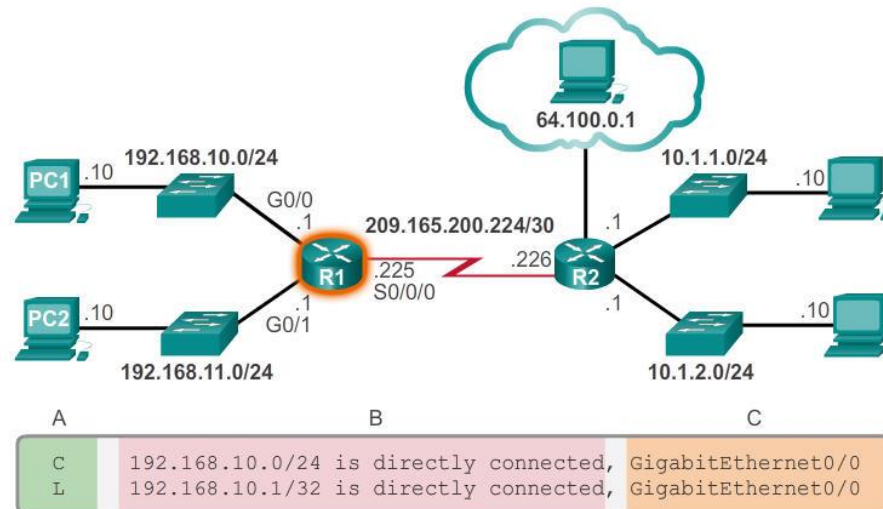 64.100.0.1
192.168.10.0/24
10.1.1.0/24
PC1
.10
G0/0
.1
209.165.200.224/30
.1
.10
R1
.225
S0/0/0
.226
R2
PC2
.10
.1
G0/1
.1
.10
192.168.11.0/24
10.1.2.0/24
A B C
C 192.168.10.0/24 is directly connected, GigabitEthernet0/0
L 192.168.10.1/32 is directly connected, GigabitEthernet0/0